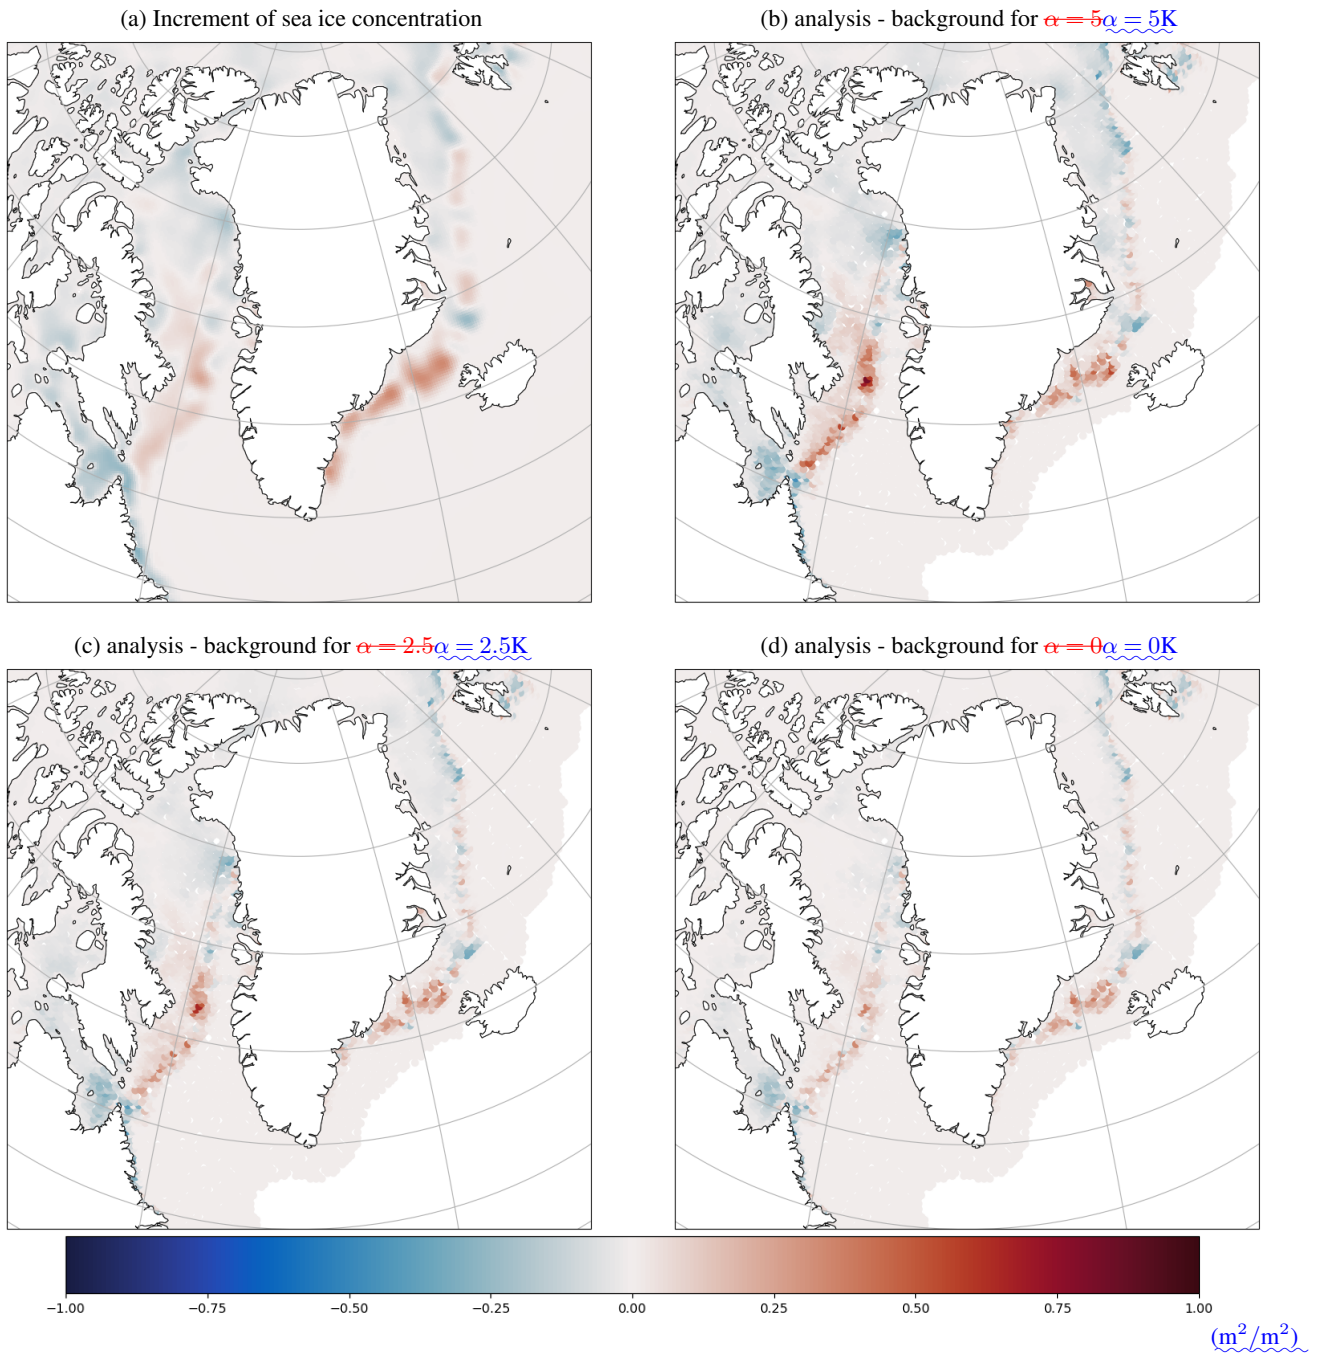 (a) Increment of sea ice concentration
(b) analysis - background for α = 5α = 5K
(c) analysis - background for α = 2.5α = 2.5K
(d) analysis - background for α = 0α = 0K
−1.00 −0.75 −0.50 −0.25 0.00 0.25 0.50 0.75 1.00
(m²/m²)